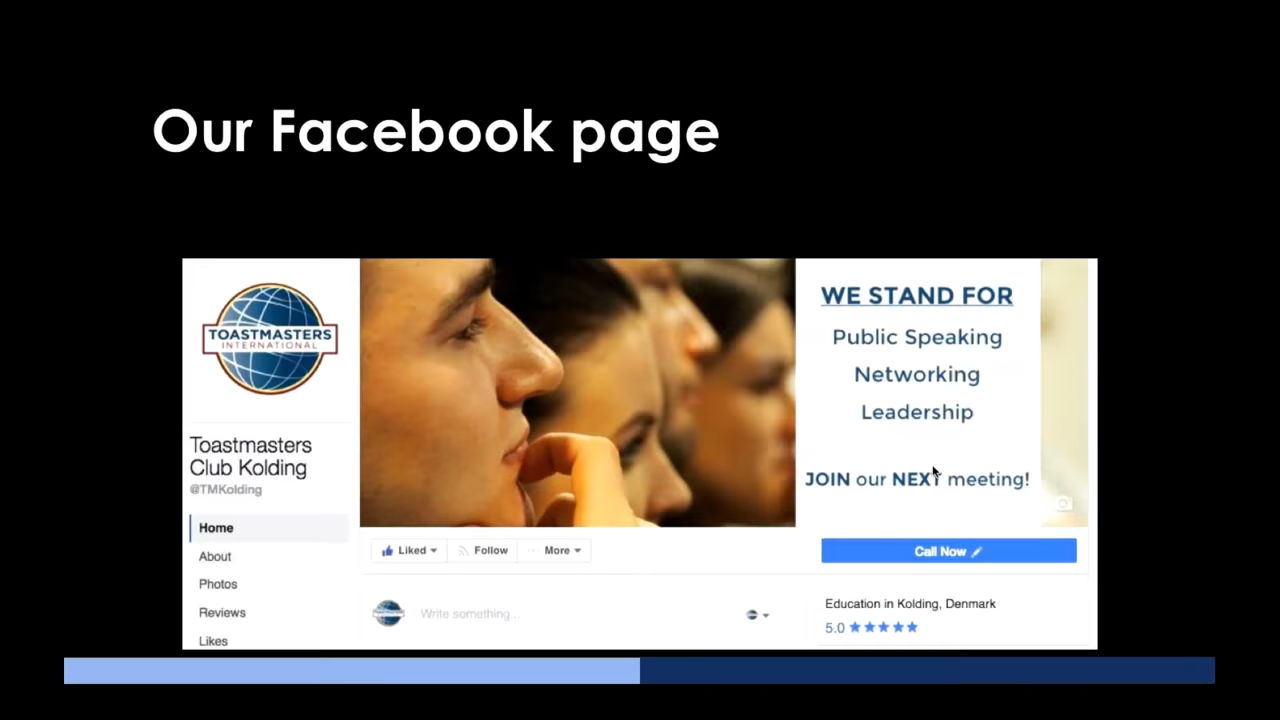 Our Facebook page
TOASTMASTERS
INTERNATIONAL
Toastmasters
Club Kolding
@TMKolding
Home
About
Photos
Reviews
Likes
WE STAND FOR
Public Speaking
Networking
Leadership
JOIN our NEXT meeting!
Liked Follow More
Call Now
Write something...
Education in Kolding, Denmark
5.0